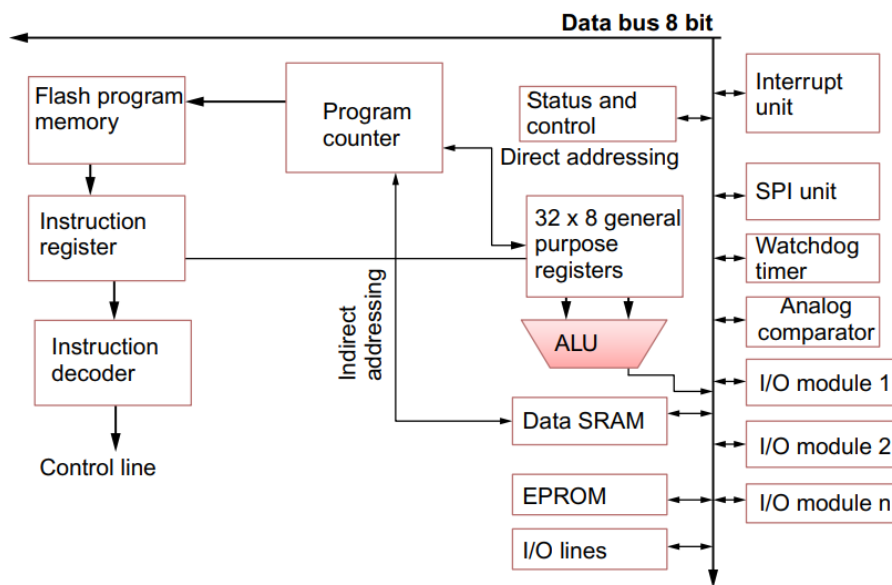 Data bus 8 bit
Flash program
memory
Program
counter
Status and
control
Direct addressing
Interrupt
unit
Instruction
register
32 x 8 general
purpose
registers
SPI unit
Watchdog
timer
Indirect
addressing
Instruction
decoder
ALU
Analog
comparator
I/O module 1
Data SRAM
I/O module 2
Control line
EPROM
I/O module n
I/O lines